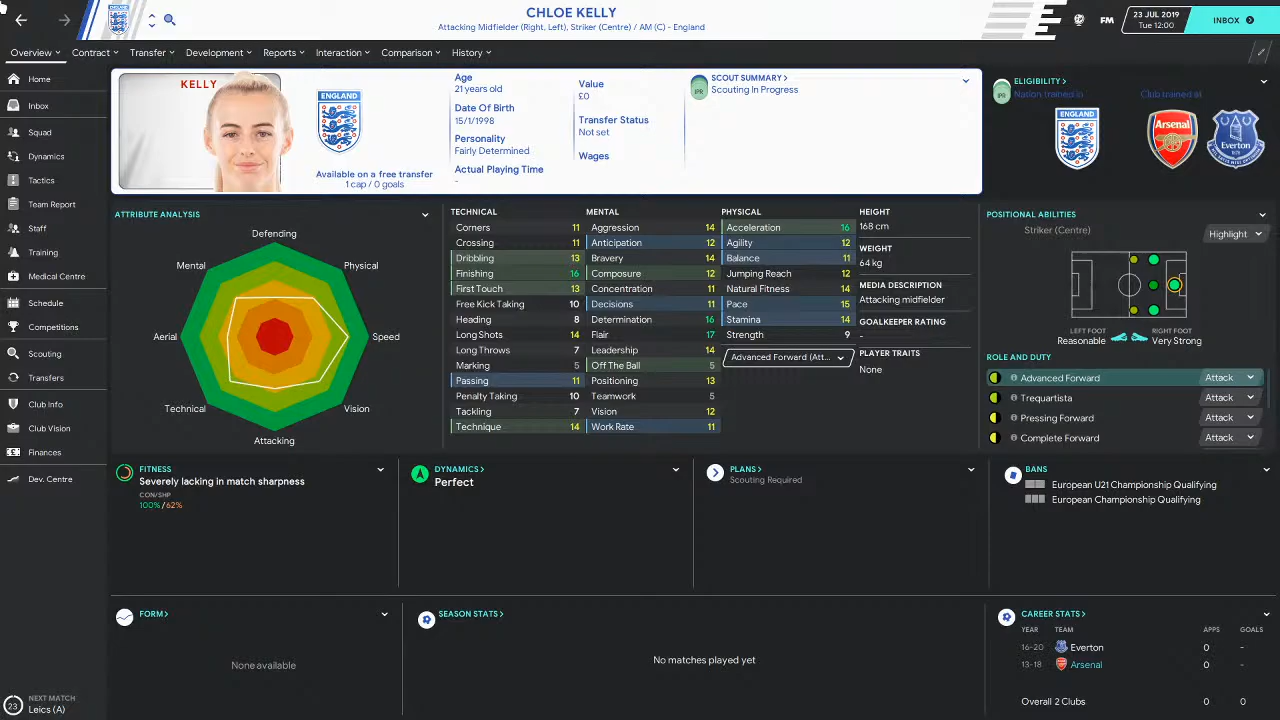 CHLOE KELLY
Attacking Midfielder (Right, Left), Striker (Centre) / AM (C) - England
FM
23 JUL 2019
Tue 12:00
INBOX
Overview Contract Transfer Development Reports Interaction Comparison History
Home
Inbox
Squad
Dynamics
Tactics
Team Report
Staff
Training
Medical Centre
Schedule
Competitions
Scouting
Transfers
Club Info
Club Vision
Finances
Dev. Centre
NEXT MATCH
23
Leics (A)
KELLY
ENGLAND
Available on a free transfer
1 cap / 0 goals
Age
21 years old
Date Of Birth
15/1/1998
Personality
Fairly Determined
Actual Playing Time
-
Value
£0
Transfer Status
Not set
Wages
IPR
SCOUT SUMMARY>
Scouting In Progress
IPR
ELIGIBILITY>
Nation trained in
Club trained at
ENGLAND
Arsenal
Everton
ATTRIBUTE ANALYSIS
Defending
Mental
Physical
Aerial
Speed
Technical
Vision
Attacking
TECHNICAL
Corners 11
Crossing 11
Dribbling 13
Finishing 16
First Touch 13
Free Kick Taking 10
Heading 8
Long Shots 14
Long Throws 7
Marking 5
Passing 11
Penalty Taking 10
Tackling 7
Technique 14
MENTAL
Aggression 14
Anticipation 12
Bravery 14
Composure 12
Concentration 11
Decisions 11
Determination 16
Flair 17
Leadership 14
Off The Ball 5
Positioning 13
Teamwork 5
Vision 12
Work Rate 11
PHYSICAL
Acceleration 16
Agility 12
Balance 11
Jumping Reach 12
Natural Fitness 14
Pace 15
Stamina 14
Strength 9
Advanced Forward (Att...
HEIGHT
168 cm
WEIGHT
64 kg
MEDIA DESCRIPTION
Attacking midfielder
GOALKEEPER RATING
-
PLAYER TRAITS
None
POSITIONAL ABILITIES
Striker (Centre)
Highlight
LEFT FOOT
Reasonable
RIGHT FOOT
Very Strong
ROLE AND DUTY
Advanced Forward Attack
Trequartista Attack
Pressing Forward Attack
Complete Forward Attack
FITNESS
Severely lacking in match sharpness
CON/SHP
100% / 62%
DYNAMICS>
Perfect
PLANS>
Scouting Required
BANS
European U21 Championship Qualifying
European Championship Qualifying
FORM>
None available
SEASON STATS>
No matches played yet
CAREER STATS>
YEAR TEAM APPS GOALS
16-20 Everton 0 -
13-18 Arsenal 0 -
Overall 2 Clubs 0 0